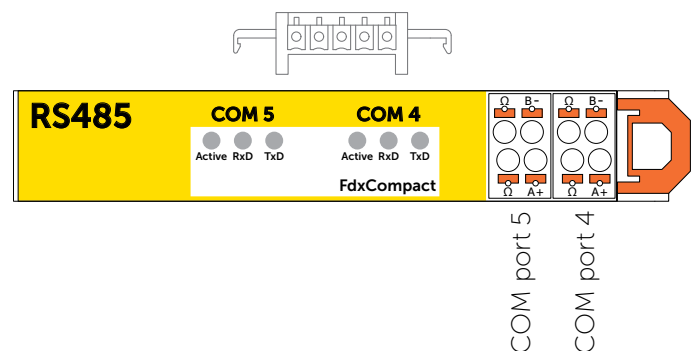 RS485
COM 5
COM 4
Active RxD TxD
Active RxD TxD
FdxCompact
Ω B-
Ω B-
Ω A+
Ω A+
COM port 5
COM port 4